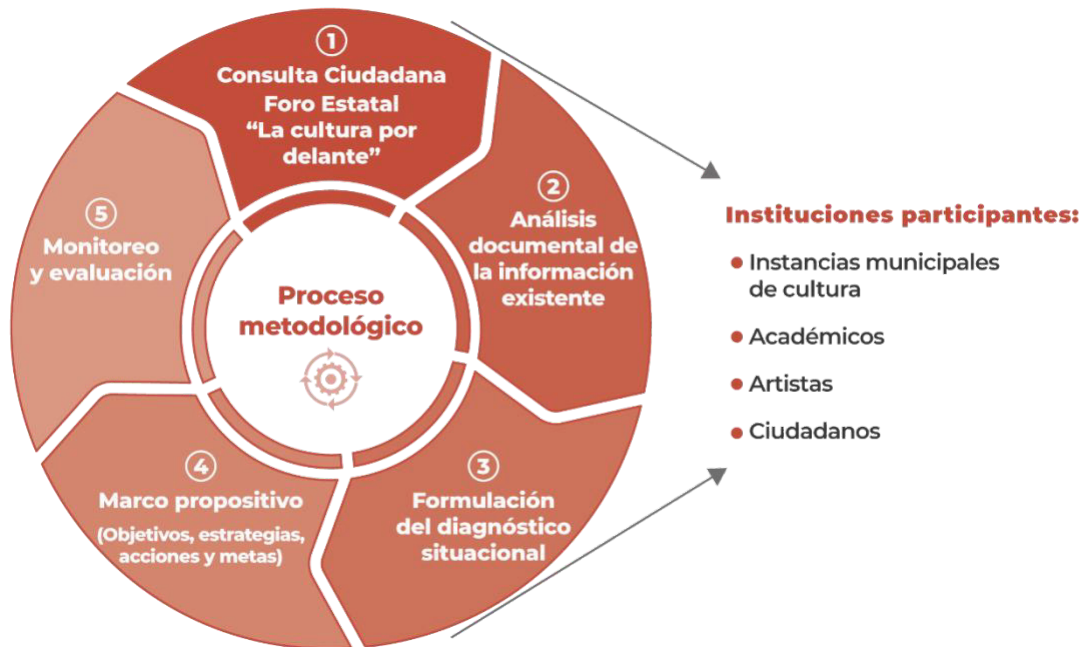 1
Consulta Ciudadana
Foro Estatal
“La cultura por
delante”
2
Análisis
documental de
la información
existente
3
Formulación
del diagnóstico
situacional
4
Marco propositivo
(Objetivos, estrategias,
acciones y metas)
5
Monitoreo
y evaluación
Proceso
metodológico
Instituciones participantes:
• Instancias municipales
de cultura
• Académicos
• Artistas
• Ciudadanos